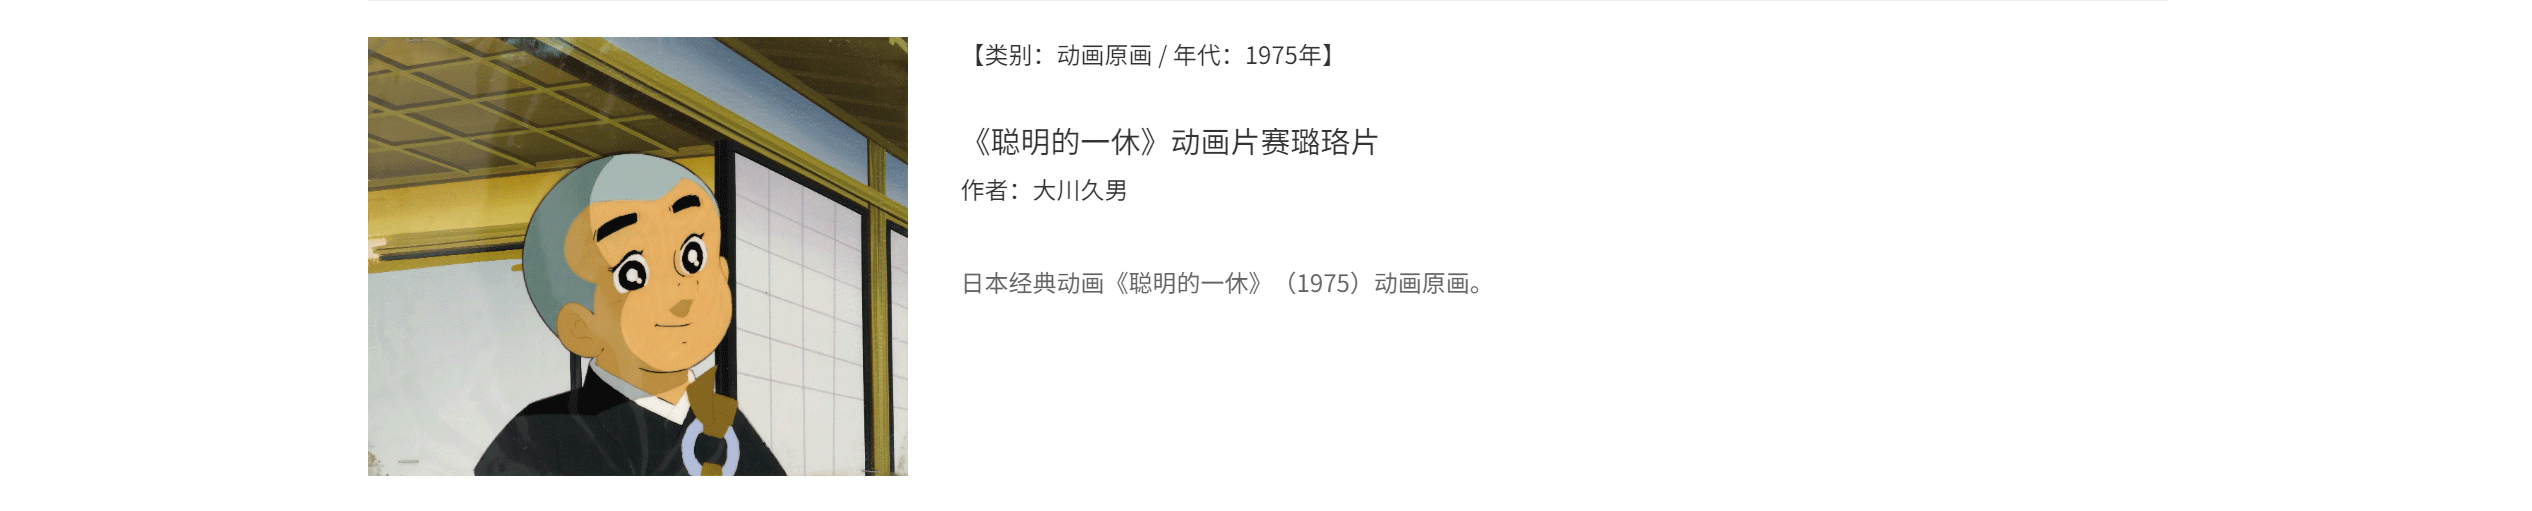 【类别：动画原画 / 年代：1975年】
《聪明的一休》动画片赛璐珞片
作者：大川久男
日本经典动画《聪明的一休》（1975）动画原画。